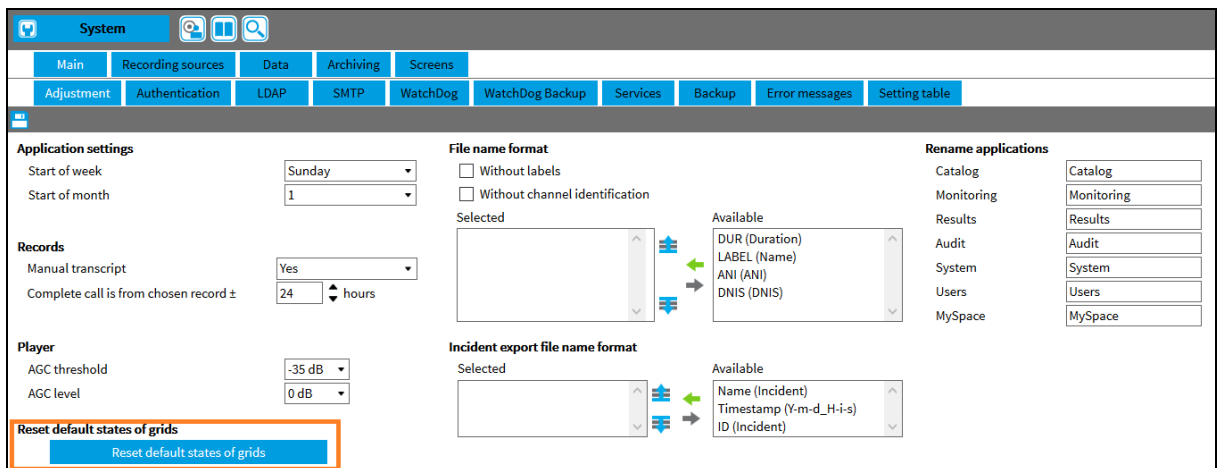 System
Main Recording sources Data Archiving Screens
Adjustment Authentication LDAP SMTP WatchDog WatchDog Backup Services Backup Error messages Setting table
Application settings
Start of week Sunday
Start of month 1
Records
Manual transcript Yes
Complete call is from chosen record ± 24 hours
Player
AGC threshold -35 dB
AGC level 0 dB
Reset default states of grids
Reset default states of grids
File name format
Without labels
Without channel identification
Selected Available
DUR (Duration)
LABEL (Name)
ANI (ANI)
DNIS (DNIS)
Incident export file name format
Selected Available
Name (Incident)
Timestamp (Y-m-d_H-i-s)
ID (Incident)
Rename applications
Catalog Catalog
Monitoring Monitoring
Results Results
Audit Audit
System System
Users Users
MySpace MySpace